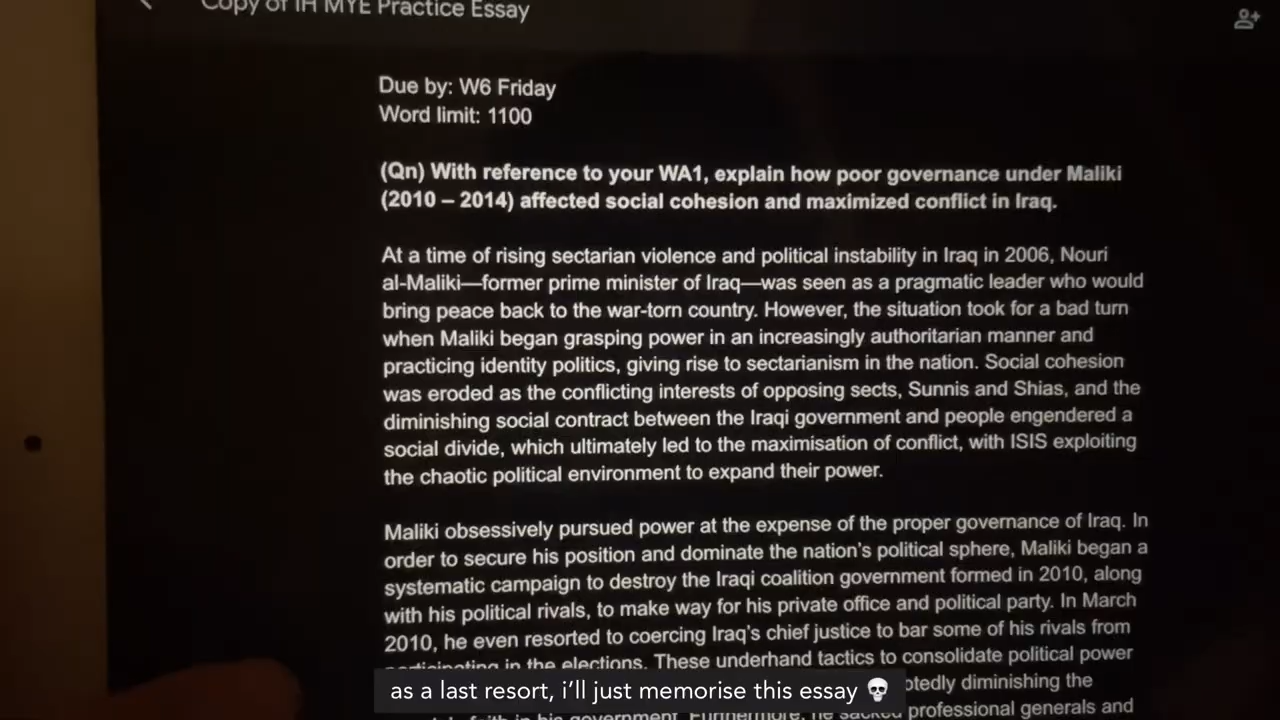 Copy of IH MYE Practice Essay
Due by: W6 Friday
Word limit: 1100
(Qn) With reference to your WA1, explain how poor governance under Maliki
(2010 – 2014) affected social cohesion and maximized conflict in Iraq.
At a time of rising sectarian violence and political instability in Iraq in 2006, Nouri
al-Maliki—former prime minister of Iraq—was seen as a pragmatic leader who would
bring peace back to the war-torn country. However, the situation took for a bad turn
when Maliki began grasping power in an increasingly authoritarian manner and
practicing identity politics, giving rise to sectarianism in the nation. Social cohesion
was eroded as the conflicting interests of opposing sects, Sunnis and Shias, and the
diminishing social contract between the Iraqi government and people engendered a
social divide, which ultimately led to the maximisation of conflict, with ISIS exploiting
the chaotic political environment to expand their power.
Maliki obsessively pursued power at the expense of the proper governance of Iraq. In
order to secure his position and dominate the nation's political sphere, Maliki began a
systematic campaign to destroy the Iraqi coalition government formed in 2010, along
with his political rivals, to make way for his private office and political party. In March
2010, he even resorted to coercing Iraq's chief justice to bar some of his rivals from
participating in the elections. These underhand tactics to consolidate political power
diminishing the
as a last resort, i'll just memorise this essay 💀
faith in his government. Furthermore, he sacked professional generals and